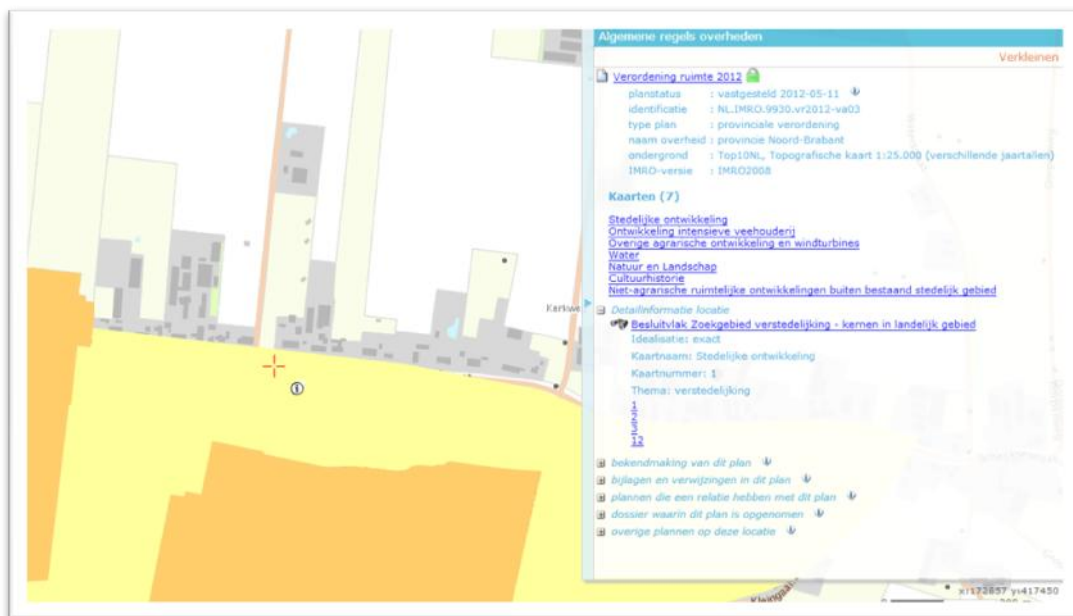 Algemene regels overheden
Verkleinen
Verordening ruimte 2012
planstatus : vastgesteld 2012-05-11
identificatie : NL.IMRO.9930.vr2012-va03
type plan : provinciale verordening
naam overheid : provincie Noord-Brabant
ondergrond : Top10NL, Topografische kaart 1:25.000 (verschillende jaartallen)
IMRO-versie : IMRO2008
Kaarten (7)
Stedelijke ontwikkeling
Ontwikkeling intensieve veehouderij
Overige agrarische ontwikkeling en windturbines
Water
Natuur en Landschap
Cultuurhistorie
Niet-agrarische ruimtelijke ontwikkelingen buiten bestaand stedelijk gebied
Kerkwe
Detailinformatie locatie
Besluitvlak Zoekgebied verstedelijking - kernen in landelijk gebied
Idealisatie: exact
Kaartnaam: Stedelijke ontwikkeling
Kaartnummer: 1
Thema: verstedelijking
1
12
bekendmaking van dit plan
bijlagen en verwijzingen in dit plan
plannen die een relatie hebben met dit plan
dossier waarin dit plan is opgenomen
overige plannen op deze locatie
x:172857 y:417450